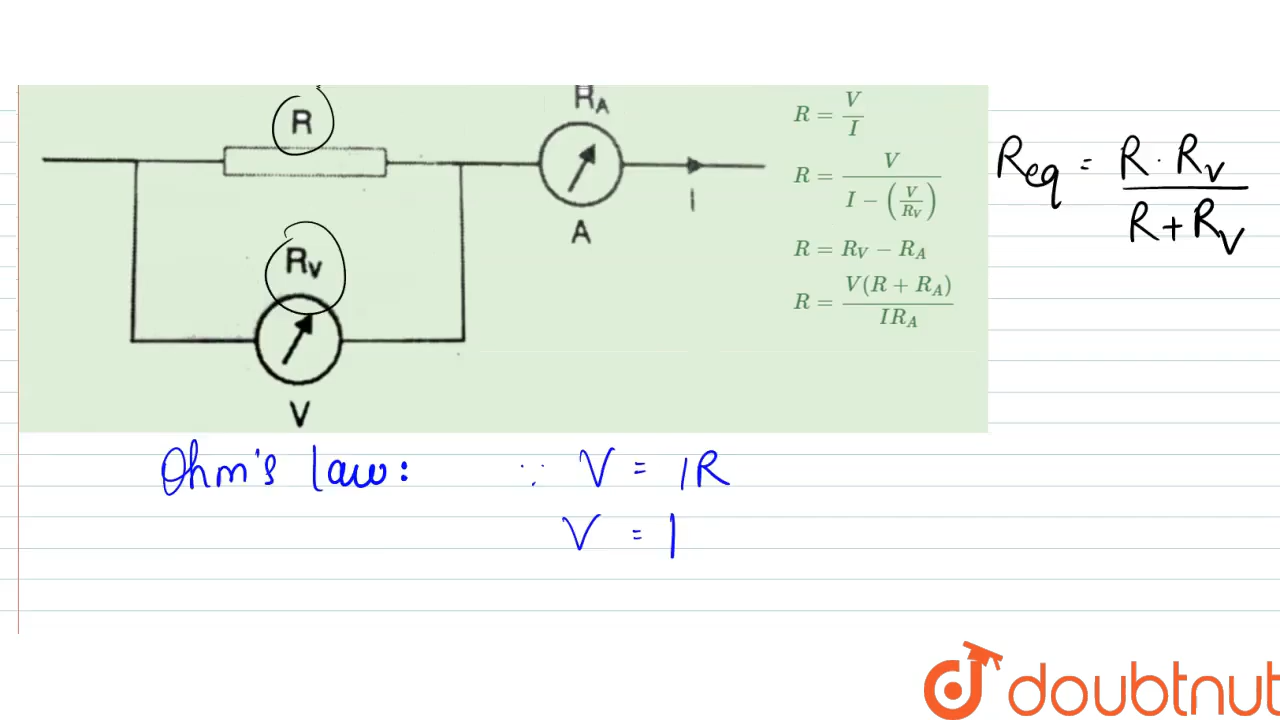 R
R_A
R = V/I
R = V/(I − (V/R_V))
R = R_V − R_A
R = V(R + R_A)/(IR_A)
R_eq = R · R_V/(R + R_V)
I
A
R_V
V
Ohm's law: ∵ V = IR
V = I
doubtnut